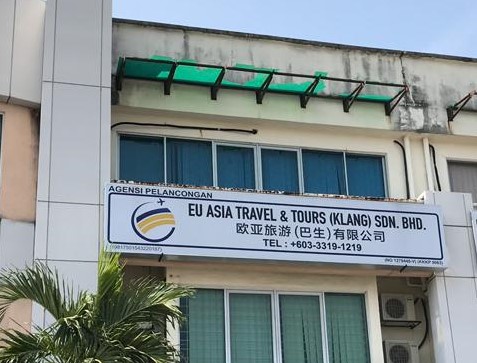 AGENSI PELANCONGAN
EU ASIA TRAVEL & TOURS (KLANG) SDN. BHD.
欧亚旅游(巴生)有限公司
TEL : +603-3319-1219